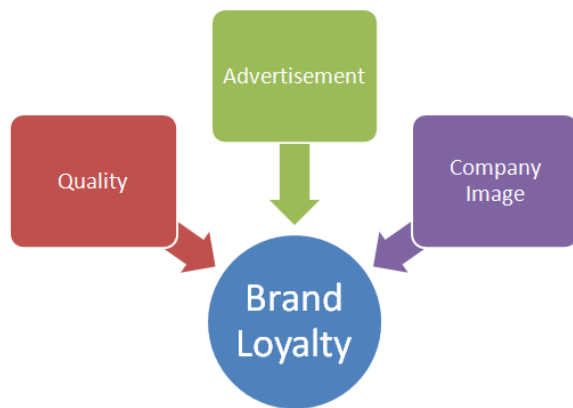 Advertisement
Quality
Company
Image
Brand
Loyalty